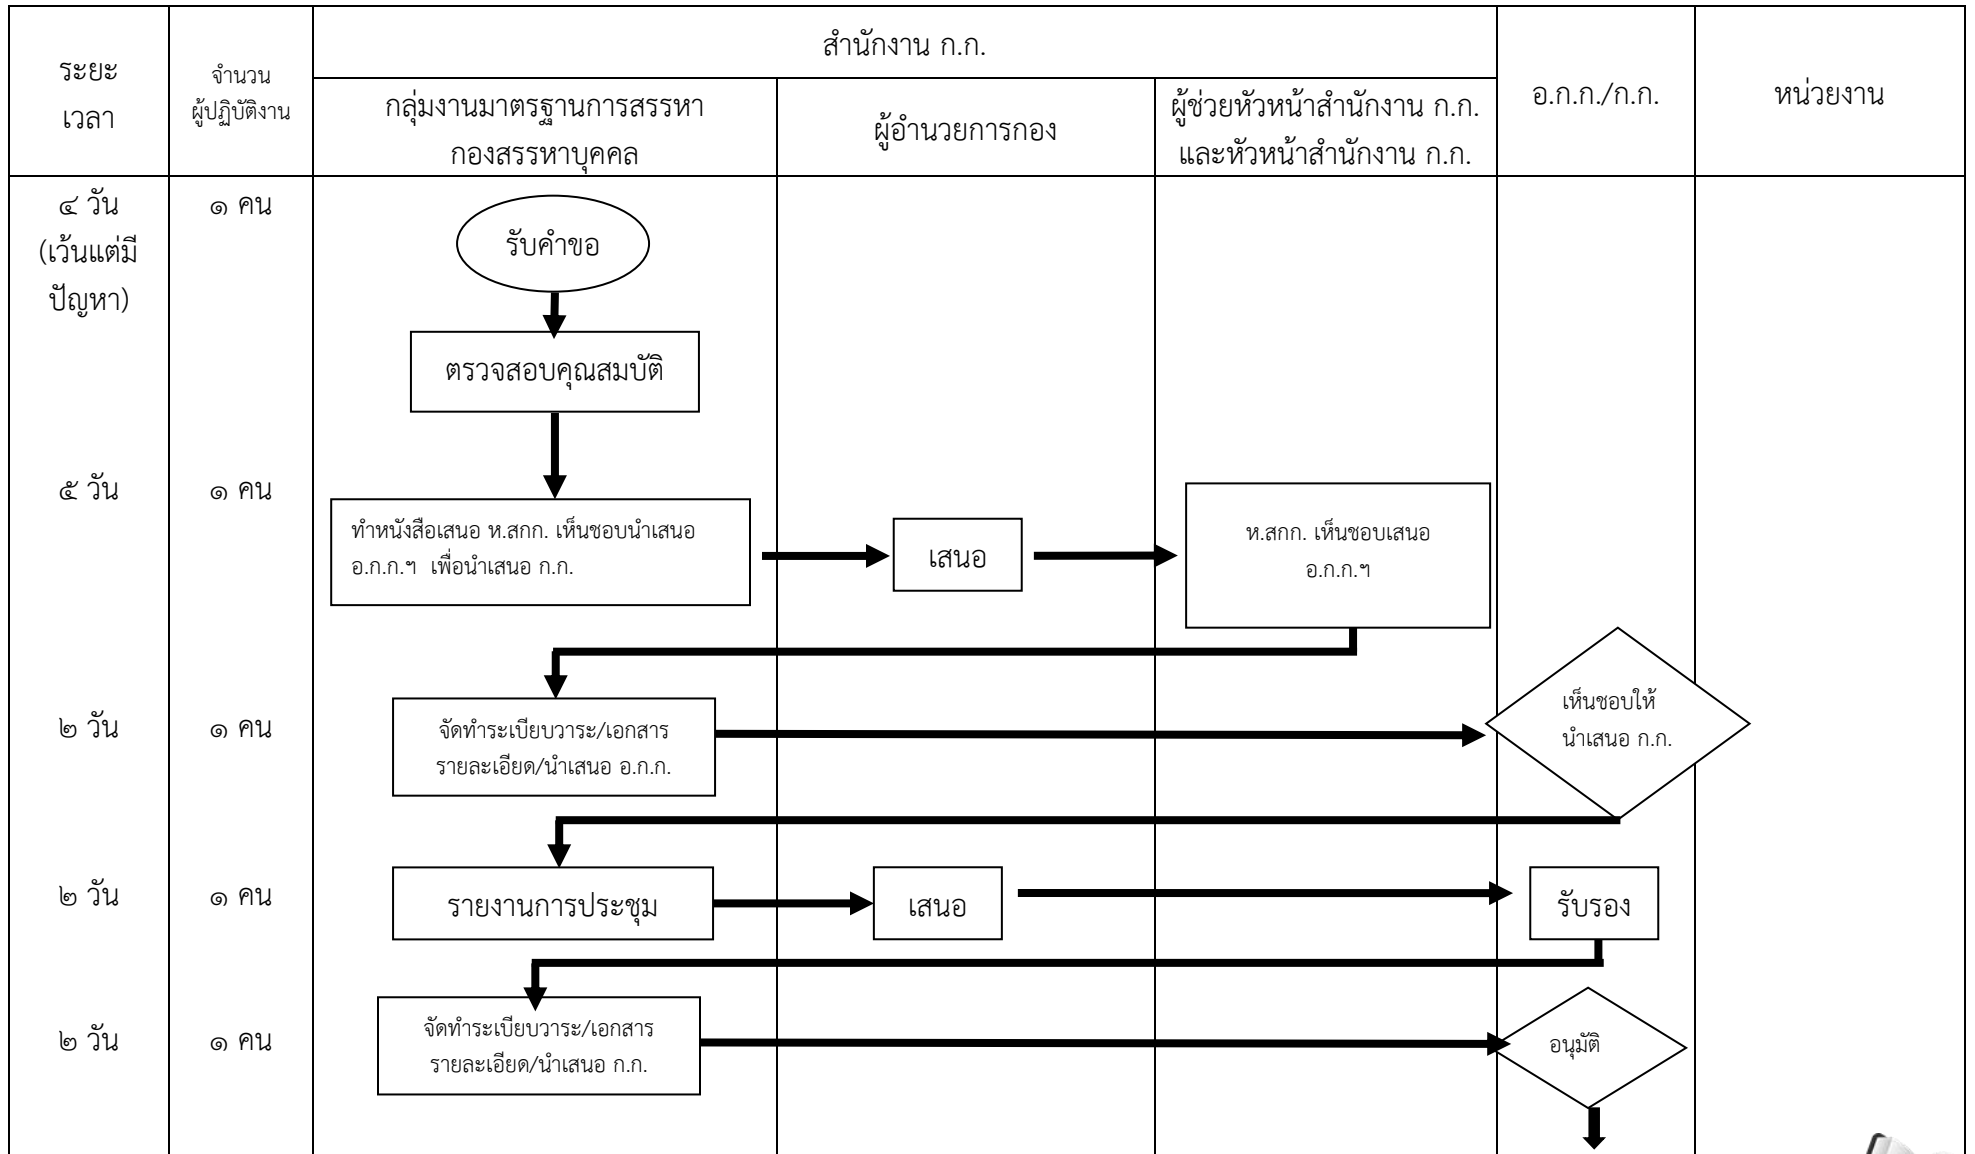 ระยะ
เวลา
จำนวน
ผู้ปฏิบัติงาน
สำนักงาน ก.ก.
กลุ่มงานมาตรฐานการสรรหา
กองสรรหาบุคคล
ผู้อำนวยการกอง
ผู้ช่วยหัวหน้าสำนักงาน ก.ก.
และหัวหน้าสำนักงาน ก.ก.
อ.ก.ก./ก.ก.
หน่วยงาน
๔ วัน
(เว้นแต่มี
ปัญหา)
๑ คน
รับคำขอ
ตรวจสอบคุณสมบัติ
๕ วัน
๑ คน
ทำหนังสือเสนอ ห.สกก. เห็นชอบนำเสนอ
อ.ก.ก.ฯ เพื่อนำเสนอ ก.ก.
เสนอ
ห.สกก. เห็นชอบเสนอ
อ.ก.ก.ฯ
๒ วัน
๑ คน
จัดทำระเบียบวาระ/เอกสาร
รายละเอียด/นำเสนอ อ.ก.ก.
เห็นชอบให้
นำเสนอ ก.ก.
๒ วัน
๑ คน
รายงานการประชุม
เสนอ
รับรอง
๒ วัน
๑ คน
จัดทำระเบียบวาระ/เอกสาร
รายละเอียด/นำเสนอ ก.ก.
อนุมัติ